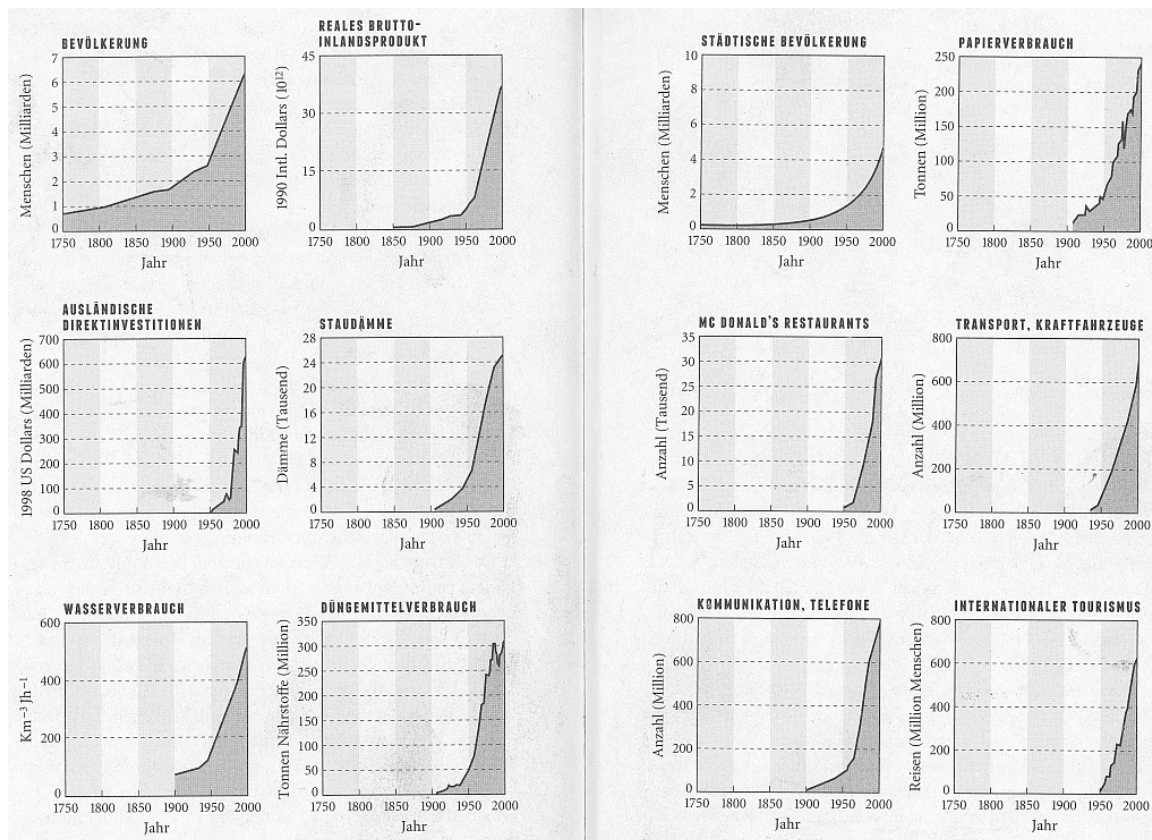 BEVÖLKERUNG
Menschen (Milliarden)
7
6
5
4
3
2
1
0
1750 1800 1850 1900 1950 2000
Jahr
REALES BRUTTO-
INLANDSPRODUKT
1990 Intl. Dollars (10¹²)
45
30
15
0
1750 1800 1850 1900 1950 2000
Jahr
STÄDTISCHE BEVÖLKERUNG
Menschen (Milliarden)
10
8
6
4
2
0
1750 1800 1850 1900 1950 2000
Jahr
PAPIERVERBRAUCH
Tonnen (Million)
250
200
150
100
50
0
1750 1800 1850 1900 1950 2000
Jahr
AUSLÄNDISCHE
DIREKTINVESTITIONEN
1998 US Dollars (Milliarden)
700
600
500
400
300
200
100
0
1750 1800 1850 1900 1950 2000
Jahr
STAUDÄMME
Dämme (Tausend)
28
24
20
16
12
8
4
0
1750 1800 1850 1900 1950 2000
Jahr
MC DONALD'S RESTAURANTS
Anzahl (Tausend)
35
30
25
20
15
10
5
0
1750 1800 1850 1900 1950 2000
Jahr
TRANSPORT, KRAFTFAHRZEUGE
Anzahl (Million)
800
600
400
200
0
1750 1800 1850 1900 1950 2000
Jahr
WASSERVERBRAUCH
Km⁻³ Jh⁻¹
600
400
200
0
1750 1800 1850 1900 1950 2000
Jahr
DÜNGEMITTELVERBRAUCH
Tonnen Nährstoffe (Million)
350
300
250
200
150
100
50
0
1750 1800 1850 1900 1950 2000
Jahr
KOMMUNIKATION, TELEFONE
Anzahl (Million)
800
600
400
200
0
1750 1800 1850 1900 1950 2000
Jahr
INTERNATIONALER TOURISMUS
Reisen (Million Menschen)
800
600
400
200
0
1750 1800 1850 1900 1950 2000
Jahr